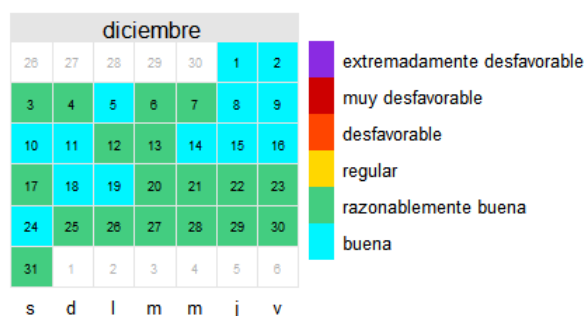 diciembre
26 27 28 29 30 1 2
3 4 5 6 7 8 9
10 11 12 13 14 15 16
17 18 19 20 21 22 23
24 25 26 27 28 29 30
31 1 2 3 4 5 6
s d l m m j v
extremadamente desfavorable
muy desfavorable
desfavorable
regular
razonablemente buena
buena